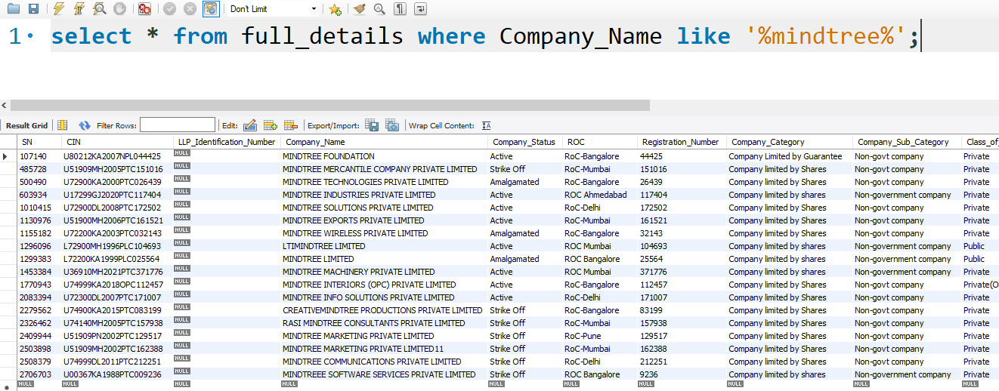 Don't Limit
1 select * from full_details where Company_Name like '%mindtree%';
Result Grid Filter Rows: Edit: Export/Import: Wrap Cell Content:
SN CIN LLP_Identification_Number Company_Name Company_Status ROC Registration_Number Company_Category Company_Sub_Category Class_of_
107140 U80212KA2007NPL044425 NULL MINDTREE FOUNDATION Active RoC-Bangalore 44425 Company Limited by Guarantee Non-govt company Private
485728 U51909MH2005PTC151016 NULL MINDTREE MERCANTILE COMPANY PRIVATE LIMITED Strike Off RoC-Mumbai 151016 Company limited by Shares Non-govt company Private
500490 U72900KA2000PTC026439 NULL MINDTREE TECHNOLOGIES PRIVATE LIMITED Amalgamated RoC-Bangalore 26439 Company limited by Shares Non-govt company Private
603934 U17299GJ2020PTC117404 NULL MINDTREE INDUSTRIES PRIVATE LIMITED Active ROC Ahmedabad 117404 Company limited by Shares Non-government company Private
1010415 U72900DL2008PTC172502 NULL MINDTREE SOLUTIONS PRIVATE LIMITED Active RoC-Delhi 172502 Company limited by Shares Non-govt company Private
1130976 U51900MH2006PTC161521 NULL MINDTREE EXPORTS PRIVATE LIMITED Active RoC-Mumbai 161521 Company limited by Shares Non-govt company Private
1155182 U72200KA2003PTC032143 NULL MINDTREE WIRELESS PRIVATE LIMITED Amalgamated RoC-Bangalore 32143 Company limited by Shares Non-govt company Private
1296096 L72900MH1996PLC104693 NULL LTIMINDTREE LIMITED Active ROC Mumbai 104693 Company limited by shares Non-government company Public
1299383 L72200KA1999PLC025564 NULL MINDTREE LIMITED Amalgamated ROC Bangalore 25564 Company limited by shares Non-government company Public
1453384 U36910MH2021PTC371776 NULL MINDTREE MACHINERY PRIVATE LIMITED Active ROC Mumbai 371776 Company limited by shares Non-government company Private
1770943 U74999KA2018OPC112457 NULL MINDTREE INTERIORS (OPC) PRIVATE LIMITED Active RoC-Bangalore 112457 Company limited by Shares Non-govt company Private(O
2083394 U72300DL2007PTC171007 NULL MINDTREE INFO SOLUTIONS PRIVATE LIMITED Active RoC-Delhi 171007 Company limited by Shares Non-govt company Private
2279562 U74900KA2015PTC083199 NULL CREATIVEMINDTREE PRODUCTIONS PRIVATE LIMITED Strike Off RoC-Bangalore 83199 Company limited by Shares Non-govt company Private
2326462 U74140MH2005PTC157938 NULL RASI MINDTREE CONSULTANTS PRIVATE LIMITED Strike Off RoC-Mumbai 157938 Company limited by Shares Non-govt company Private
2409944 U51909PN2002PTC129517 NULL MINDTREE MARKETING PRIVATE LIMITED Strike Off RoC-Pune 129517 Company limited by Shares Non-govt company Private
2503898 U51909MH2002PTC162388 NULL MINDTREE MARKETING PRIVATE LIMITED11 Strike Off RoC-Mumbai 162388 Company limited by Shares Non-govt company Private
2508379 U74999DL2011PTC212251 NULL MINDTREE COMMUNICATIONS PRIVATE LIMITED Strike Off RoC-Delhi 212251 Company limited by Shares Non-govt company Private
2706703 U00367KA1988PTC009236 NULL MINDTREEE SOFTWARE SERVICES PRIVATE LIMITED Strike Off ROC Bangalore 9236 Company limited by shares Non-government company Private
NULL NULL NULL NULL NULL NULL NULL NULL NULL NULL